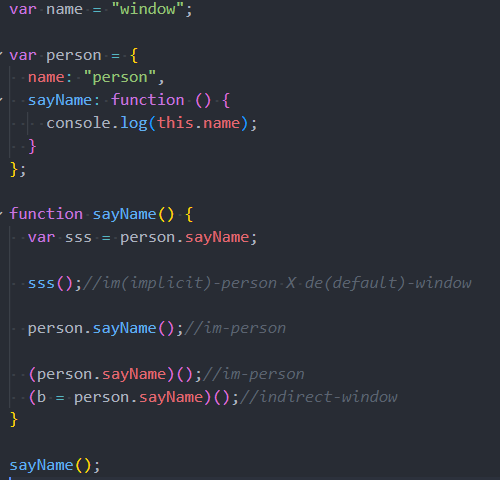 var name = "window";
var person = {
  name: "person",
  sayName: function () {
    console.log(this.name);
  }
};
function sayName() {
  var sss = person.sayName;
  sss();//im(implicit)-person X de(default)-window
  person.sayName();//im-person
  (person.sayName)();//im-person
  (b = person.sayName)();//indirect-window
}
sayName();